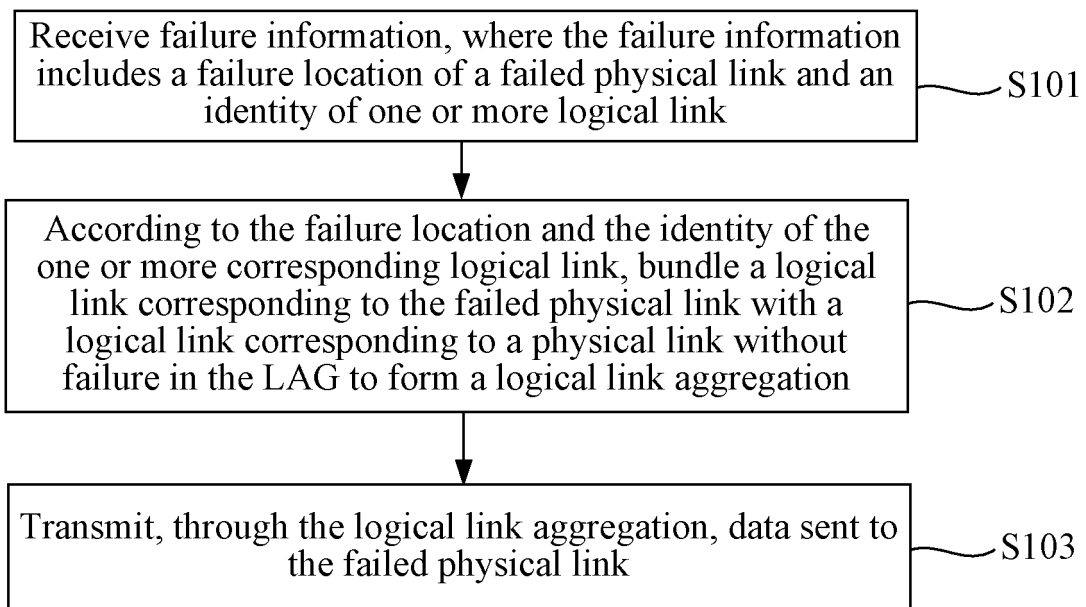 Receive failure information, where the failure information
includes a failure location of a failed physical link and an
identity of one or more logical link
S101
According to the failure location and the identity of the
one or more corresponding logical link, bundle a logical
link corresponding to the failed physical link with a
logical link corresponding to a physical link without
failure in the LAG to form a logical link aggregation
S102
Transmit, through the logical link aggregation, data sent to
the failed physical link
S103